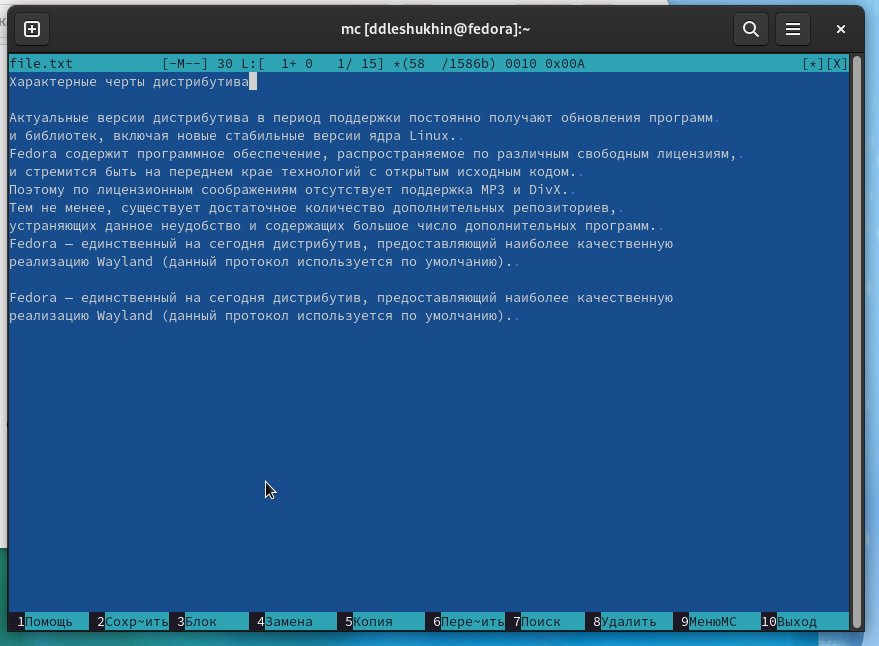 mc [ddleshukhin@fedora]:~
file.txt [-M--] 30 L:[ 1+ 0 1/ 15] *(58 /1586b) 0010 0x00A [*][X]
Характерные черты дистрибутива
Актуальные версии дистрибутива в период поддержки постоянно получают обновления программ.
и библиотек, включая новые стабильные версии ядра Linux..
Fedora содержит программное обеспечение, распространяемое по различным свободным лицензиям,.
и стремится быть на переднем крае технологий с открытым исходным кодом..
Поэтому по лицензионным соображениям отсутствует поддержка MP3 и DivX..
Тем не менее, существует достаточное количество дополнительных репозиториев,.
устраняющих данное неудобство и содержащих большое число дополнительных программ..
Fedora — единственный на сегодня дистрибутив, предоставляющий наиболее качественную
реализацию Wayland (данный протокол используется по умолчанию)..
Fedora — единственный на сегодня дистрибутив, предоставляющий наиболее качественную
реализацию Wayland (данный протокол используется по умолчанию)..
1Помощь 2Сохр~ить 3Блок 4Замена 5Копия 6Пере~ить 7Поиск 8Удалить 9МенюMC 10Выход